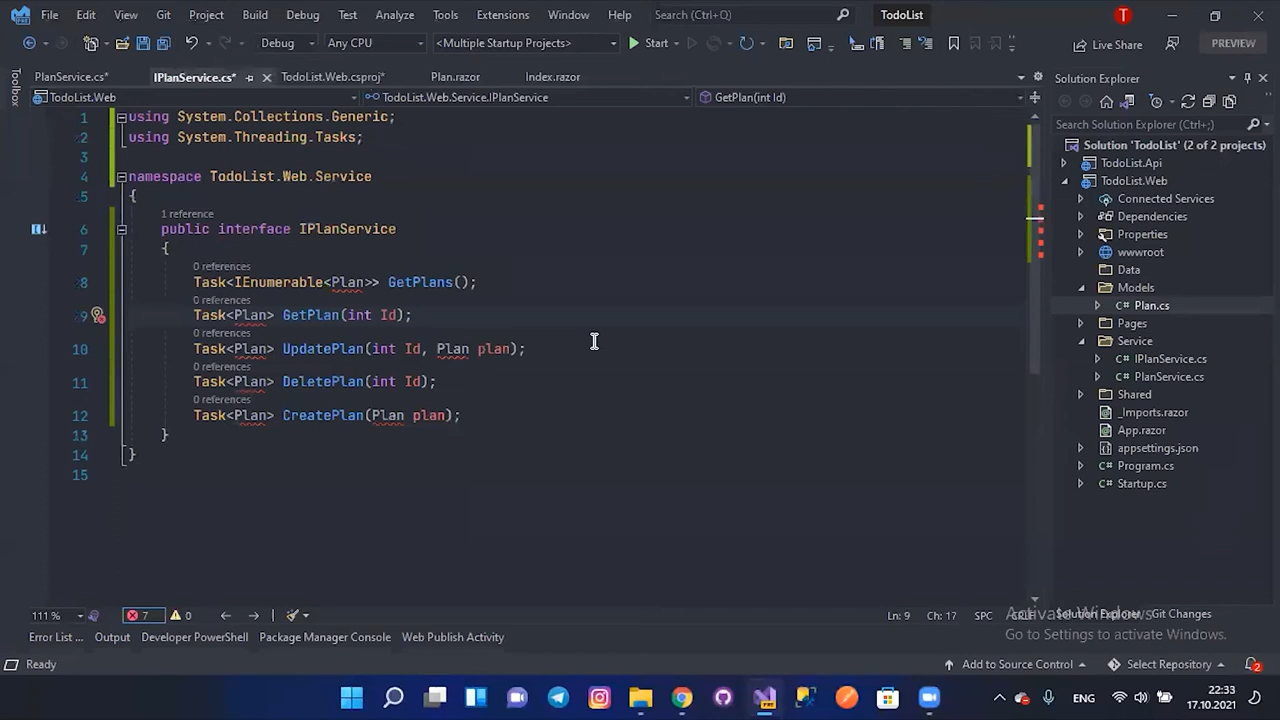 File Edit View Git Project Build Debug Test Analyze Tools Extensions Window Help Search (Ctrl+Q) TodoList T
Debug Any CPU <Multiple Startup Projects> Start Live Share PREVIEW
Toolbox
PlanService.cs* IPlanService.cs* TodoList.Web.csproj* Plan.razor Index.razor
TodoList.Web TodoList.Web.Service.IPlanService GetPlan(int Id)
1 using System.Collections.Generic;
2 using System.Threading.Tasks;
3
4 namespace TodoList.Web.Service
5 {
1 reference
6 public interface IPlanService
7 {
0 references
8 Task<IEnumerable<Plan>> GetPlans();
0 references
9 Task<Plan> GetPlan(int Id);
0 references
10 Task<Plan> UpdatePlan(int Id, Plan plan);
0 references
11 Task<Plan> DeletePlan(int Id);
0 references
12 Task<Plan> CreatePlan(Plan plan);
13 }
14 }
15
Solution Explorer
Search Solution Explorer (Ctrl+;)
Solution 'TodoList' (2 of 2 projects)
TodoList.Api
TodoList.Web
Connected Services
Dependencies
Properties
wwwroot
Data
Models
C# Plan.cs
Pages
Service
C# IPlanService.cs
C# PlanService.cs
Shared
_Imports.razor
App.razor
appsettings.json
C# Program.cs
C# Startup.cs
111 % 7 0 Ln: 9 Ch: 17 SPC CRLF
Solution Explorer Git Changes
Activate Windows
Go to Settings to activate Windows.
Error List ... Output Developer PowerShell Package Manager Console Web Publish Activity
Ready Add to Source Control Select Repository 2
PRE ENG 22:33
17.10.2021